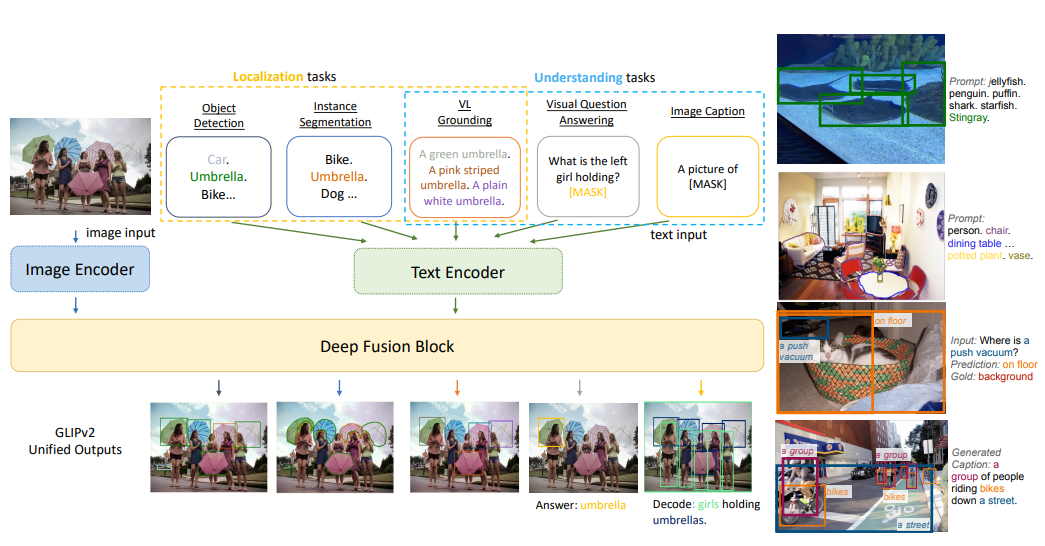 Localization tasks
Understanding tasks
Object
Detection
Instance
Segmentation
VL
Grounding
Visual Question
Answering
Image Caption
Car.
Umbrella.
Bike...
Bike.
Umbrella.
Dog ...
A green umbrella.
A pink striped
umbrella. A plain
white umbrella.
What is the left
girl holding?
[MASK]
A picture of
[MASK]
image input
text input
Image Encoder
Text Encoder
Deep Fusion Block
GLIPv2
Unified Outputs
Answer: umbrella
Decode: girls holding
umbrellas.
Prompt: jellyfish.
penguin. puffin.
shark. starfish.
Stingray.
Prompt:
person. chair.
dining table ...
potted plant. vase.
on floor
a push
vacuum
Input: Where is a
push vacuum?
Prediction: on floor
Gold: background
a group
a group
bikes
bikes
a street
Generated
Caption: a
group of people
riding bikes
down a street.